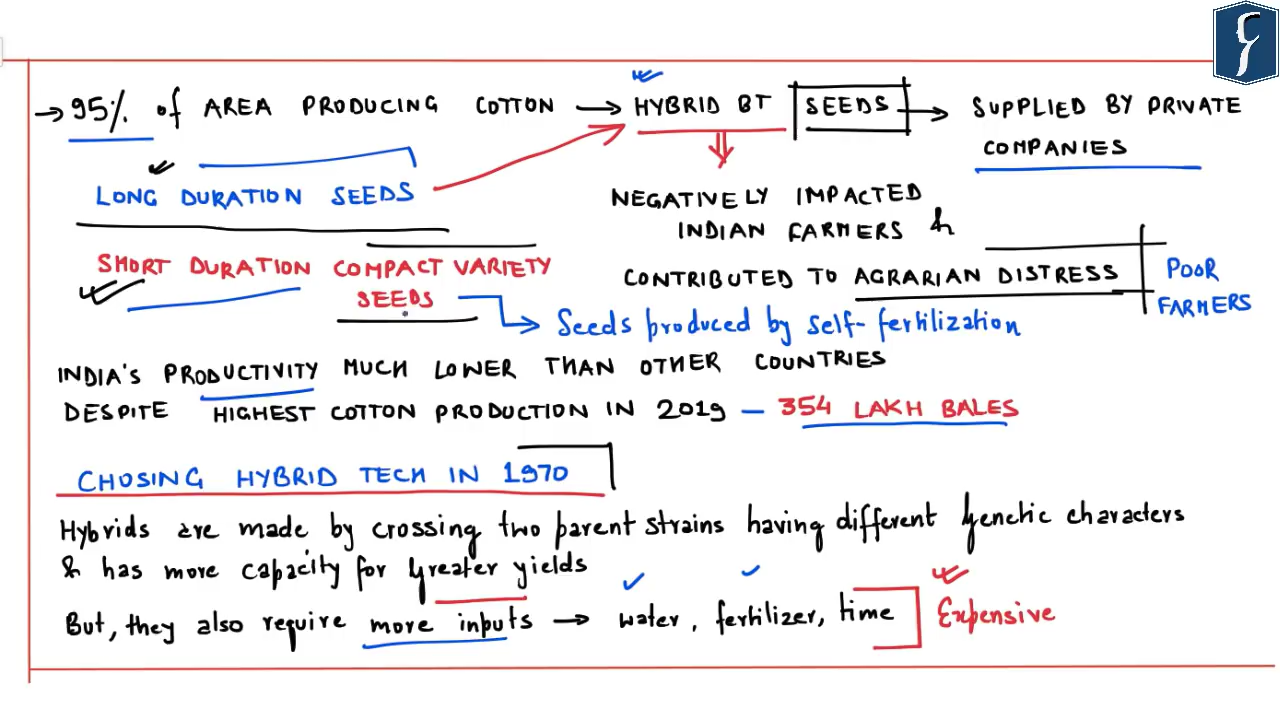 → 95% of AREA PRODUCING COTTON → HYBRID BT SEEDS → SUPPLIED BY PRIVATE
COMPANIES
LONG DURATION SEEDS
NEGATIVELY IMPACTED
INDIAN FARMERS &
SHORT DURATION COMPACT VARIETY
SEEDS
CONTRIBUTED TO AGRARIAN DISTRESS
POOR
FARMERS
Seeds produced by self-fertilization
INDIA'S PRODUCTIVITY MUCH LOWER THAN OTHER COUNTRIES
DESPITE HIGHEST COTTON PRODUCTION IN 2019 – 354 LAKH BALES
CHOSING HYBRID TECH IN 1970
Hybrids are made by crossing two parent strains having different Genetic characters
& has more capacity for Greater yields
But, they also require more inputs → water, fertilizer, time
Expensive